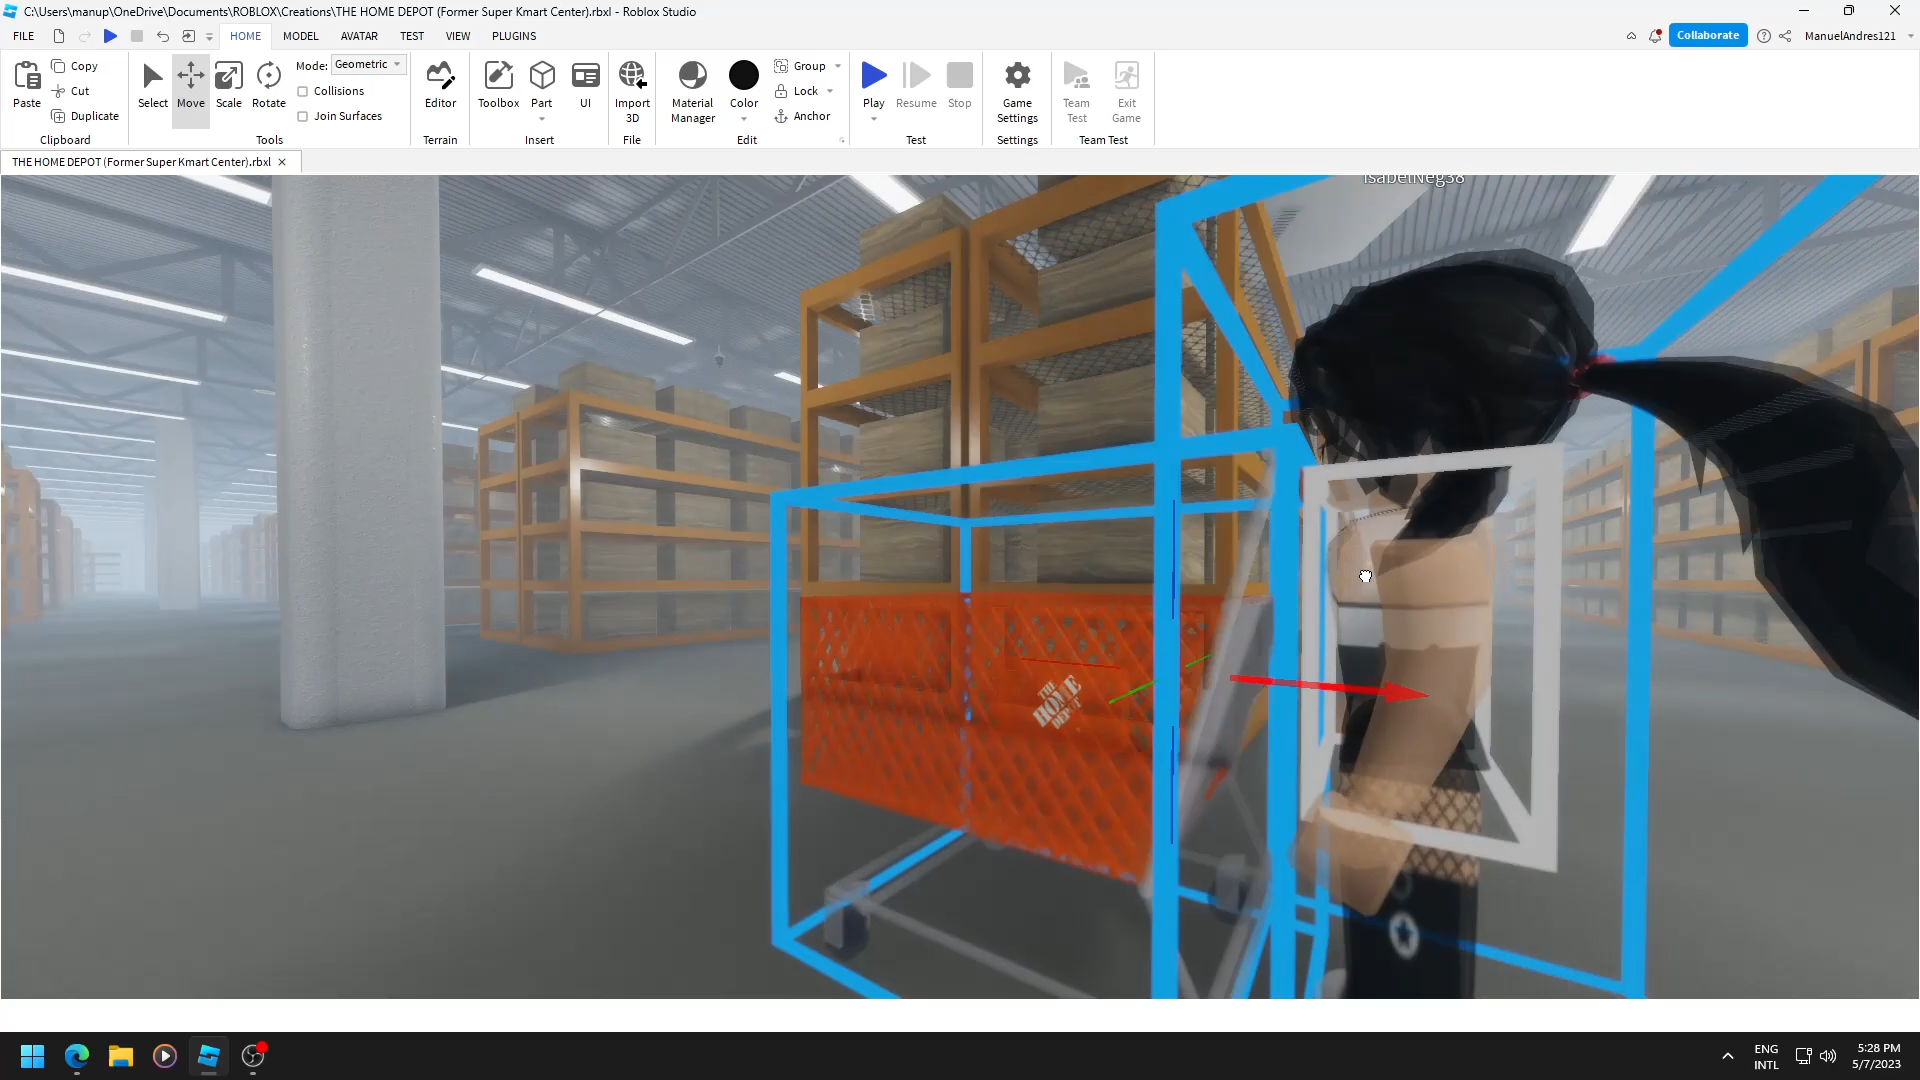 C:\Users\manup\OneDrive\Documents\ROBLOX\Creations\THE HOME DEPOT (Former Super Kmart Center).rbxl - Roblox Studio
FILE HOME MODEL AVATAR TEST VIEW PLUGINS Collaborate ManuelAndres121
Paste Copy Cut Duplicate Clipboard
Select Move Scale Rotate Mode: Geometric Collisions Join Surfaces Tools
Editor Terrain
Toolbox Part UI Insert
Import 3D File
Material Manager Color Group Lock Anchor Edit
Play Resume Stop Test
Game Settings Settings
Team Test Exit Game Team Test
THE HOME DEPOT (Former Super Kmart Center).rbxl
IsabelNeg38
THE
HOME
DEPOT
ENG
INTL
5:28 PM
5/7/2023